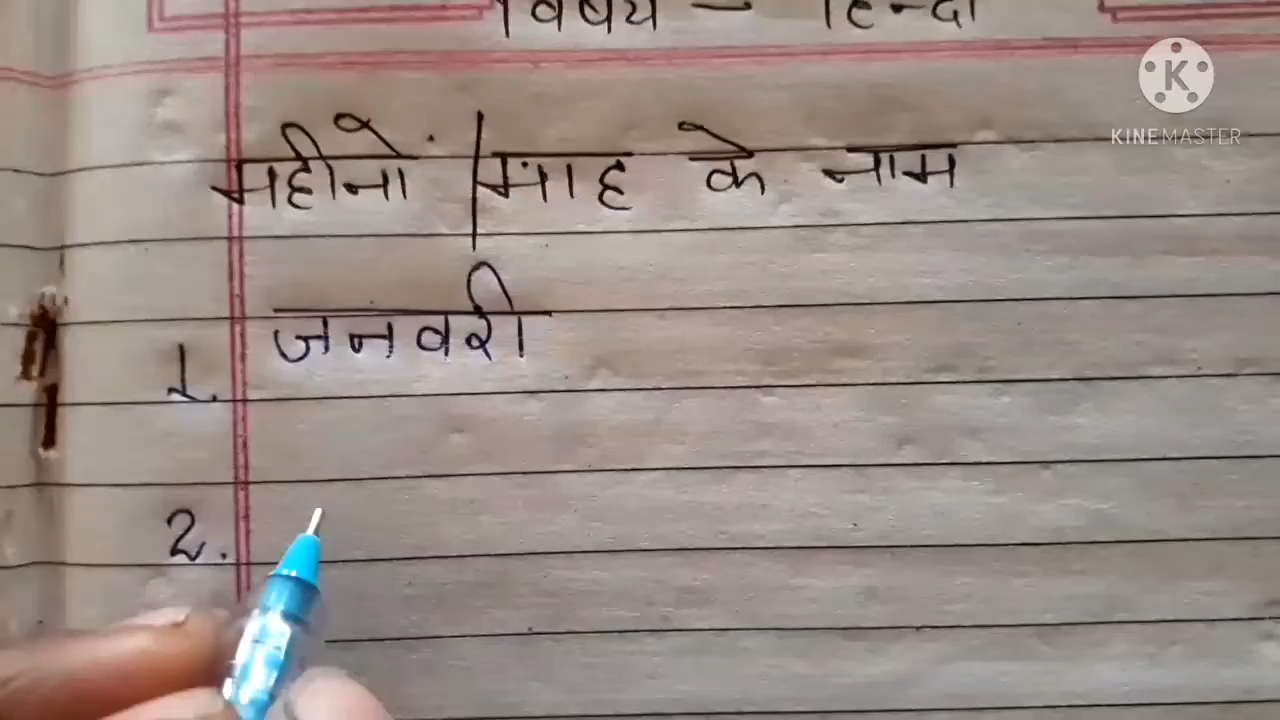 विषय - हिन्दी
K
KINEMASTER
महीनो /मांह के नाम
1. जनवरी
2.